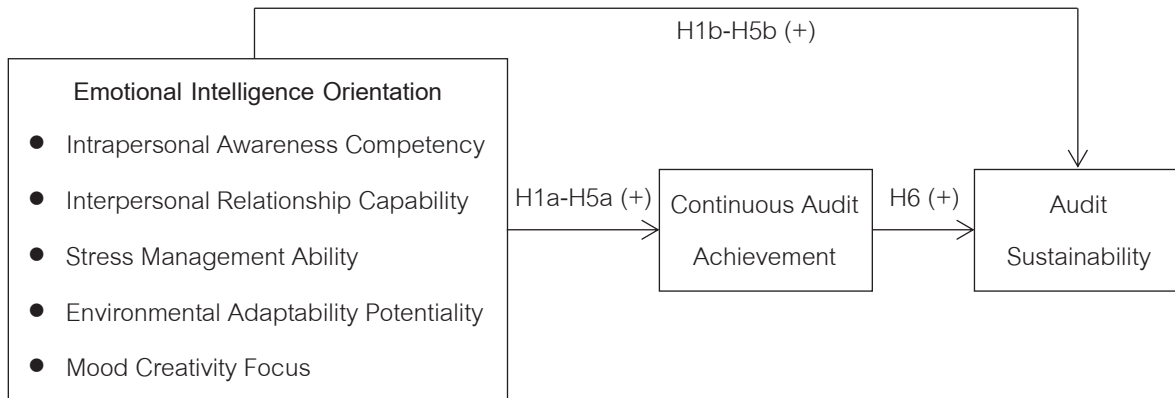 H1b-H5b (+)
Emotional Intelligence Orientation
● Intrapersonal Awareness Competency
● Interpersonal Relationship Capability
● Stress Management Ability
● Environmental Adaptability Potentiality
● Mood Creativity Focus
H1a-H5a (+)
Continuous Audit
Achievement
H6 (+)
Audit
Sustainability